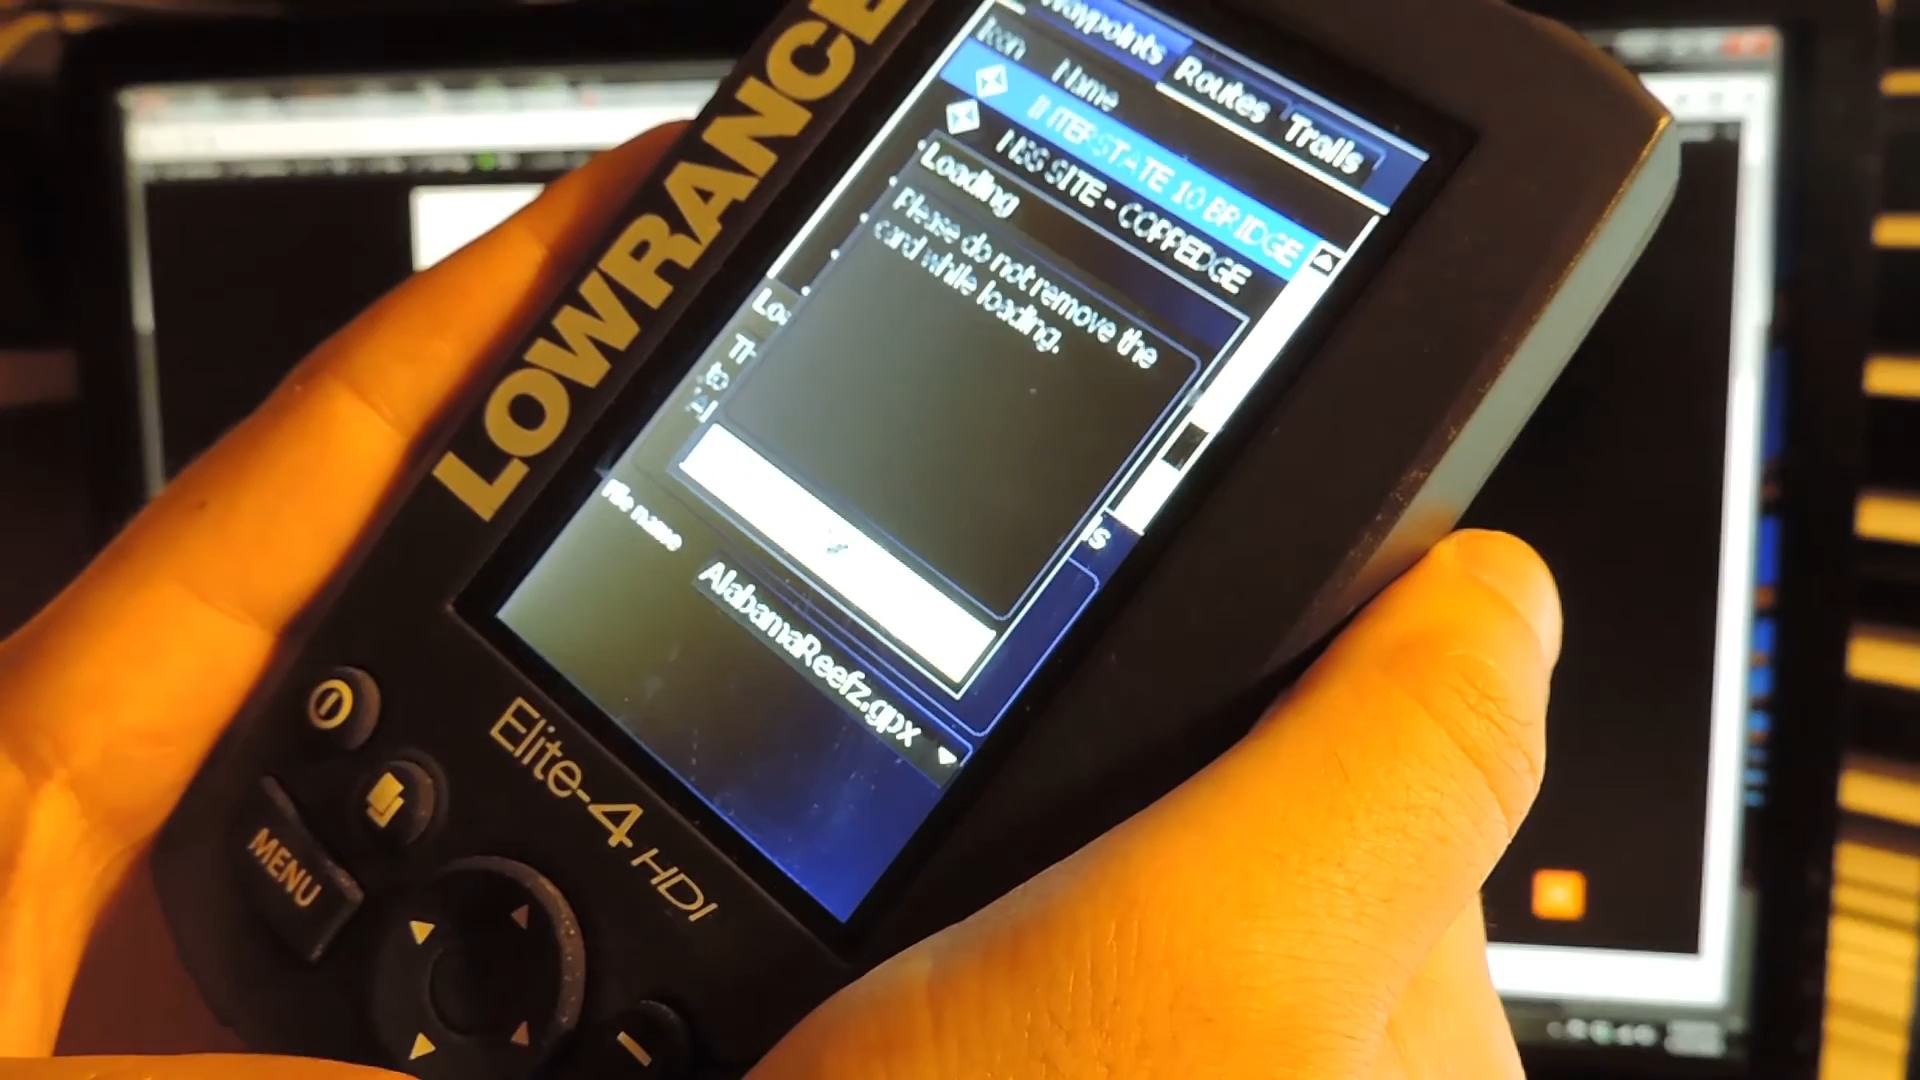 LOWRANCE
Waypoints Routes Trails
Icon Name
INTERSTATE 10 BRIDGE
NBS SITE - COPPEDGE
Loading
Please do not remove the
card while loading.
File name
AlabamaReefz.gpx
Elite-4 HDI
MENU